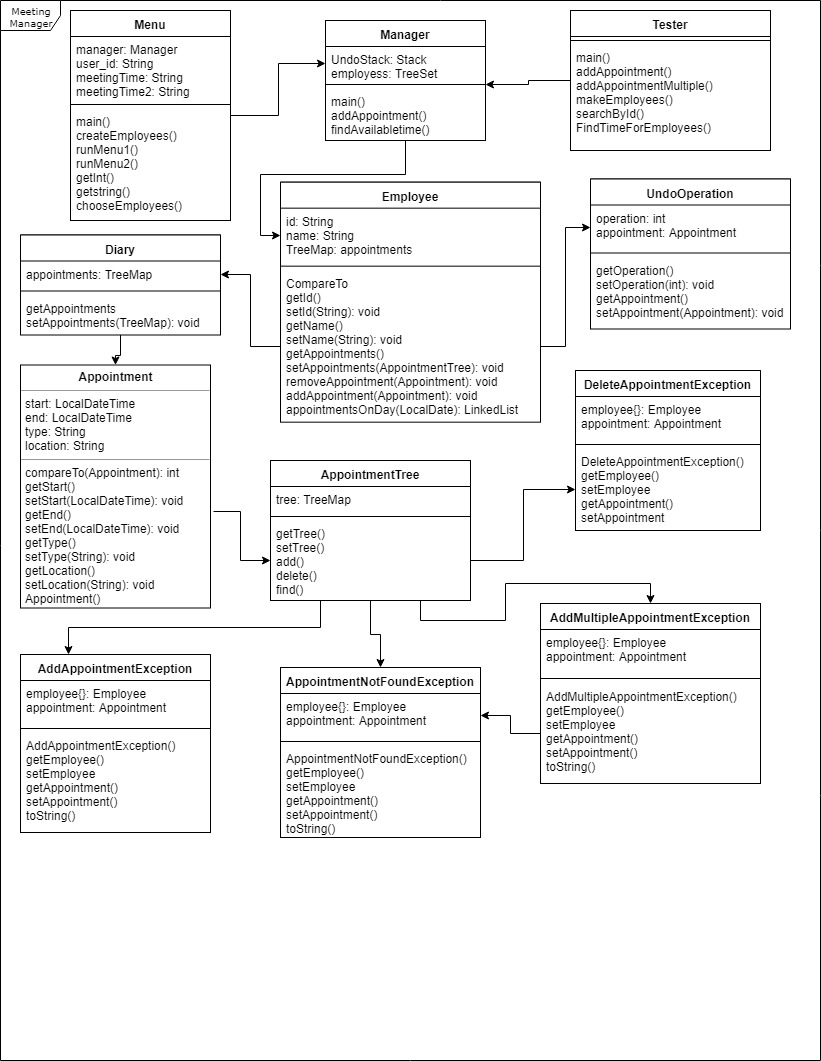 Meeting
Manager
Menu
manager: Manager
user_id: String
meetingTime: String
meetingTime2: String
main()
createEmployees()
runMenu1()
runMenu2()
getInt()
getstring()
chooseEmployees()
Manager
UndoStack: Stack
employess: TreeSet
main()
addAppointment()
findAvailabletime()
Tester
main()
addAppointment()
addAppointmentMultiple()
makeEmployees()
searchById()
FindTimeForEmployees()
Employee
id: String
name: String
TreeMap: appointments
CompareTo
getId()
setId(String): void
getName()
setName(String): void
getAppointments()
setAppointments(AppointmentTree): void
removeAppointment(Appointment): void
addAppointment(Appointment): void
appointmentsOnDay(LocalDate): LinkedList
UndoOperation
operation: int
appointment: Appointment
getOperation()
setOperation(int): void
getAppointment()
setAppointment(Appointment): void
Diary
appointments: TreeMap
getAppointments
setAppointments(TreeMap): void
Appointment
start: LocalDateTime
end: LocalDateTime
type: String
location: String
compareTo(Appointment): int
getStart()
setStart(LocalDateTime): void
getEnd()
setEnd(LocalDateTime): void
getType()
setType(String): void
getLocation()
setLocation(String): void
Appointment()
AppointmentTree
tree: TreeMap
getTree()
setTree()
add()
delete()
find()
DeleteAppointmentException
employee{}: Employee
appointment: Appointment
DeleteAppointmentException()
getEmployee()
setEmployee
getAppointment()
setAppointment
AddMultipleAppointmentException
employee{}: Employee
appointment: Appointment
AddMultipleAppointmentException()
getEmployee()
setEmployee
getAppointment()
setAppointment()
toString()
AddAppointmentException
employee{}: Employee
appointment: Appointment
AddAppointmentException()
getEmployee()
setEmployee
getAppointment()
setAppointment()
toString()
AppointmentNotFoundException
employee{}: Employee
appointment: Appointment
AppointmentNotFoundException()
getEmployee()
setEmployee
getAppointment()
setAppointment()
toString()